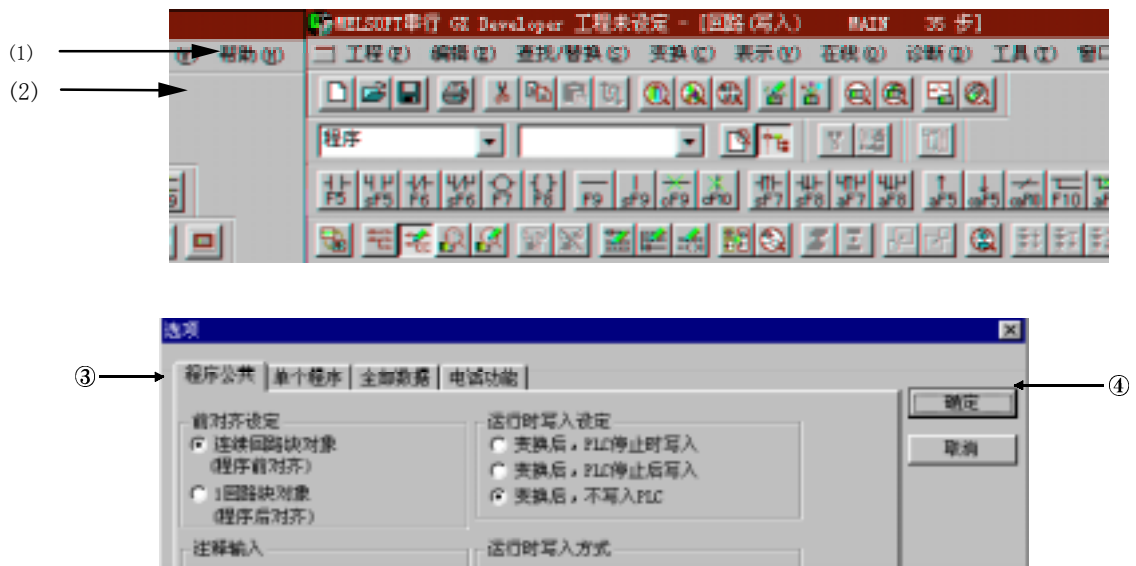 MELSOFT串行 GX Developer 工程未设定 - [回路(写入) MAIN 35 步]
(1)
(V) 帮助(H) 工程(F) 编辑(E) 查找/替换(S) 变换(C) 表示(V) 在线(O) 诊断(D) 工具(T) 窗口
(2)
程序
F5 sF5 F6 sF6 F7 F8 F9 sF9 cF9 cF10 sF7 sF8 aF7 aF8 aF5 caF5 caF10 F10
选项
③
程序公共 单个程序 全部数据 电话功能
④
确定
前对齐设定 运行时写入设定
连续回路块对象 变换后，PLC停止时写入
取消
(程序前对齐) 变换后，PLC停止后写入
1回路块对象 变换后，不写入PLC
(程序后对齐)
注释输入 运行时写入方式